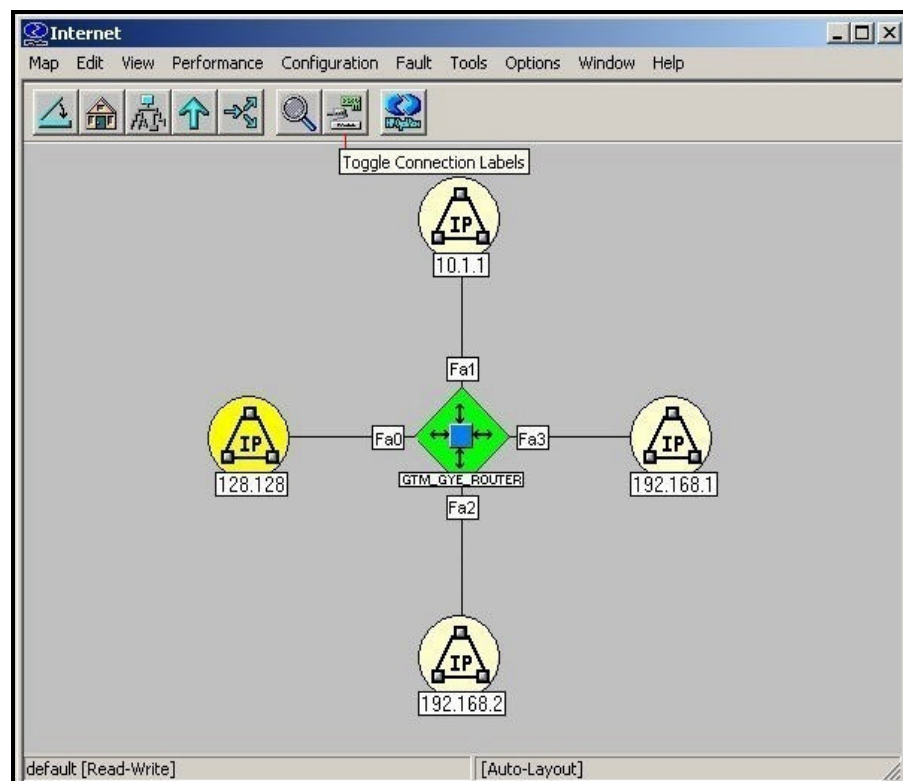 Internet
Map Edit View Performance Configuration Fault Tools Options Window Help
Toggle Connection Labels
IP
10.1.1
Fa1
IP
128.128
Fa0
Fa3
IP
192.168.1
GTM_GYE_ROUTER
Fa2
IP
192.168.2
default [Read-Write] [Auto-Layout]